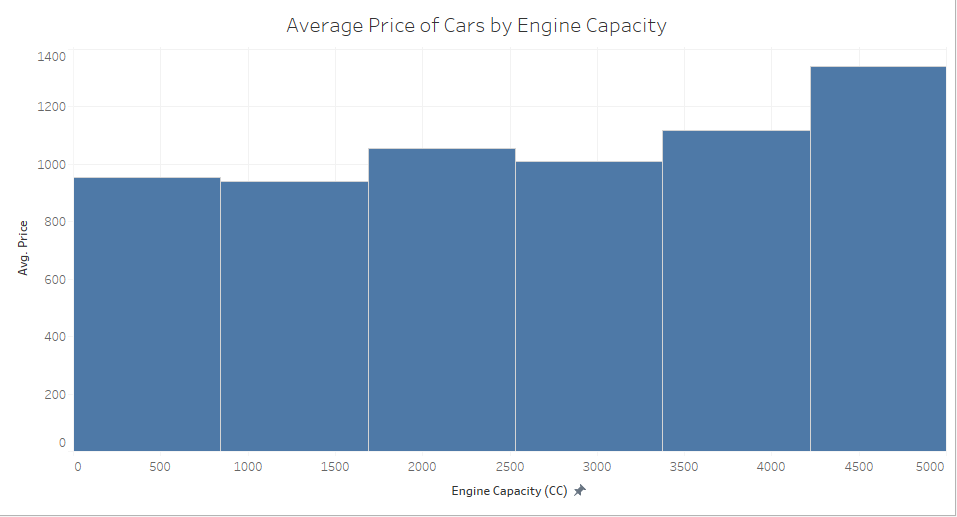 Average Price of Cars by Engine Capacity
1400
1200
1000
800
600
400
200
0
Avg. Price
0 500 1000 1500 2000 2500 3000 3500 4000 4500 5000
Engine Capacity (CC)